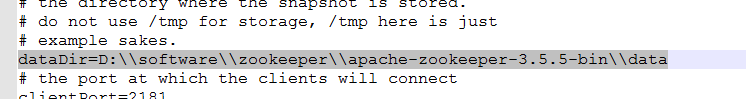 # the directory where the snapshot is stored.
# do not use /tmp for storage, /tmp here is just
# example sakes.
dataDir=D:\\software\\zookeeper\\apache-zookeeper-3.5.5-bin\\data
# the port at which the clients will connect
clientPort=2181